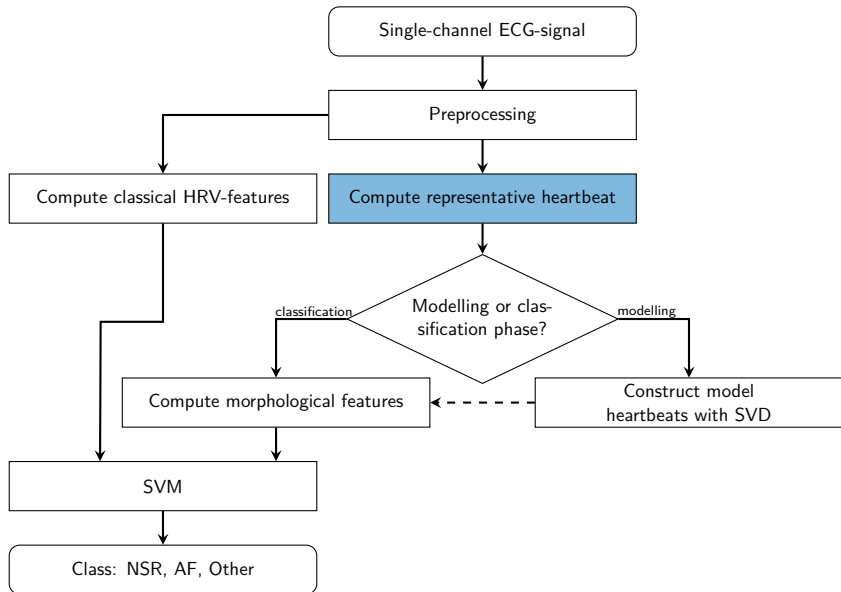 Single-channel ECG-signal
Preprocessing
Compute classical HRV-features
Compute representative heartbeat
Modelling or clas-
sification phase?
classification
modelling
Compute morphological features
Construct model
heartbeats with SVD
SVM
Class: NSR, AF, Other